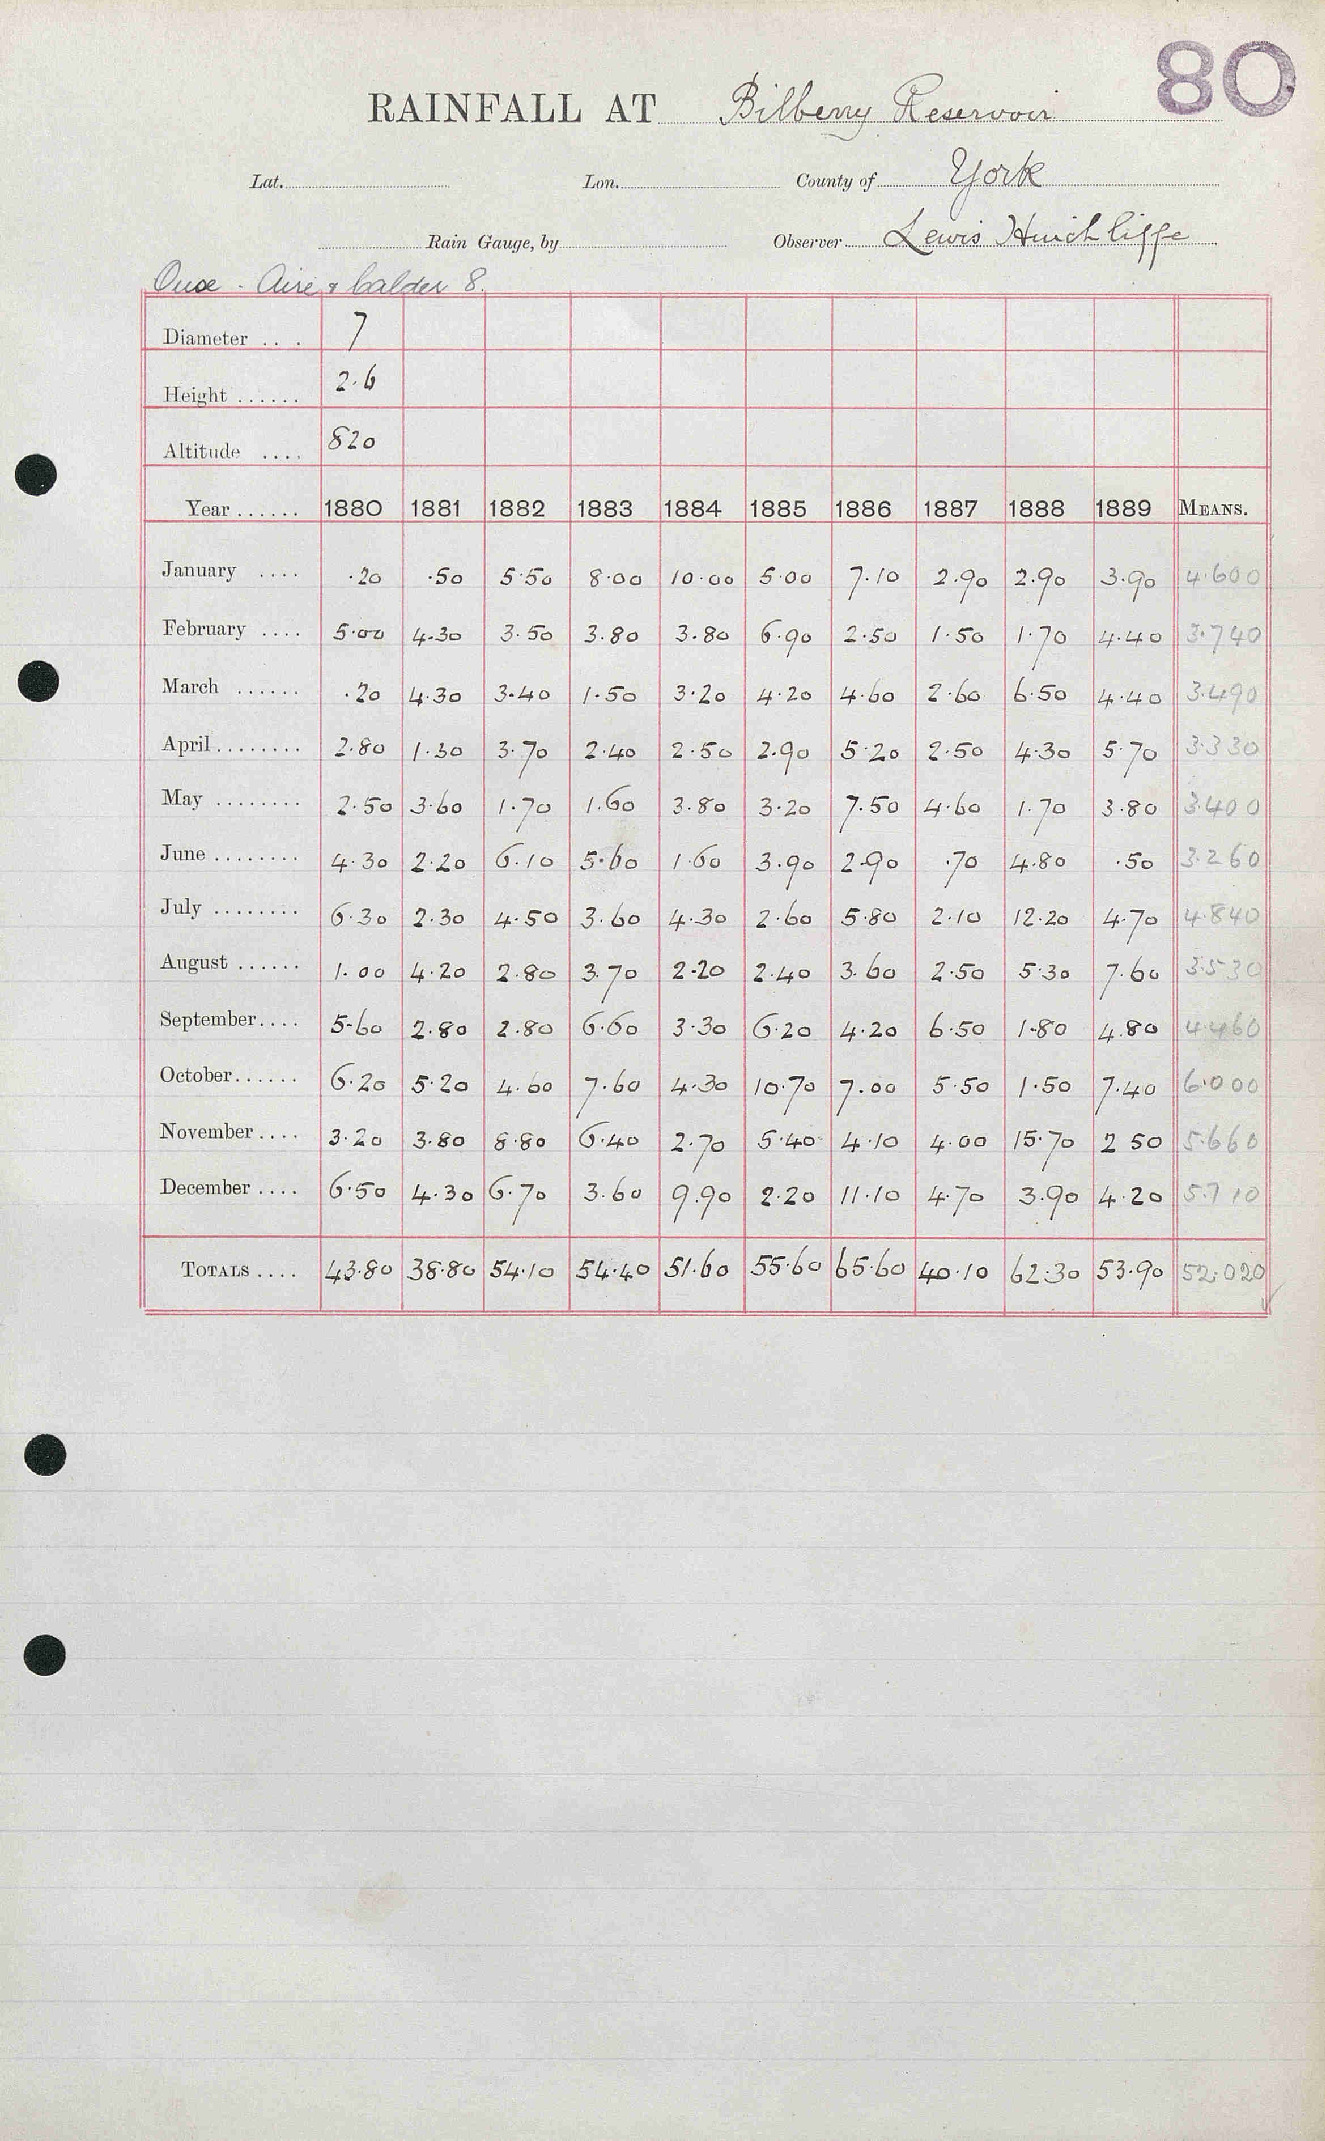 80
RAINFALL AT Bilberry Reservoir
Lat. Lon. County of York
Rain Gauge, by Observer Lewis Hinchliffe
Ouse - Aire & Calder 8.
Diameter ... 7
Height ...... 2.6
Altitude .... 820
Year ...... 1880 1881 1882 1883 1884 1885 1886 1887 1888 1889 MEANS.
January .... .20 .50 5.50 8.00 10.00 5.00 7.10 2.90 2.90 3.90 4.600
February .... 5.00 4.30 3.50 3.80 3.80 6.90 2.50 1.50 1.70 4.40 3.740
March ...... .20 4.30 3.40 1.50 3.20 4.20 4.60 2.60 6.50 4.40 3.490
April ........ 2.80 1.30 3.70 2.40 2.50 2.90 5.20 2.50 4.30 5.70 3.330
May ........ 2.50 3.60 1.70 1.60 3.80 3.20 7.50 4.60 1.70 3.80 3.400
June ........ 4.30 2.20 6.10 5.60 1.60 3.90 2.90 .70 4.80 .50 3.260
July ........ 6.30 2.30 4.50 3.60 4.30 2.60 5.80 2.10 12.20 4.70 4.840
August ...... 1.00 4.20 2.80 3.70 2.20 2.40 3.60 2.50 5.30 7.60 3.530
September .... 5.60 2.80 2.80 6.60 3.30 6.20 4.20 6.50 1.80 4.80 4.460
October ...... 6.20 5.20 4.60 7.60 4.30 10.70 7.00 5.50 1.50 7.40 6.000
November .... 3.20 3.80 8.80 6.40 2.70 5.40 4.10 4.00 15.70 2 50 5.660
December .... 6.50 4.30 6.70 3.60 9.90 2.20 11.10 4.70 3.90 4.20 5.710
TOTALS .... 43.80 38.80 54.10 54.40 51.60 55.60 65.60 40.10 62.30 53.90 52.020